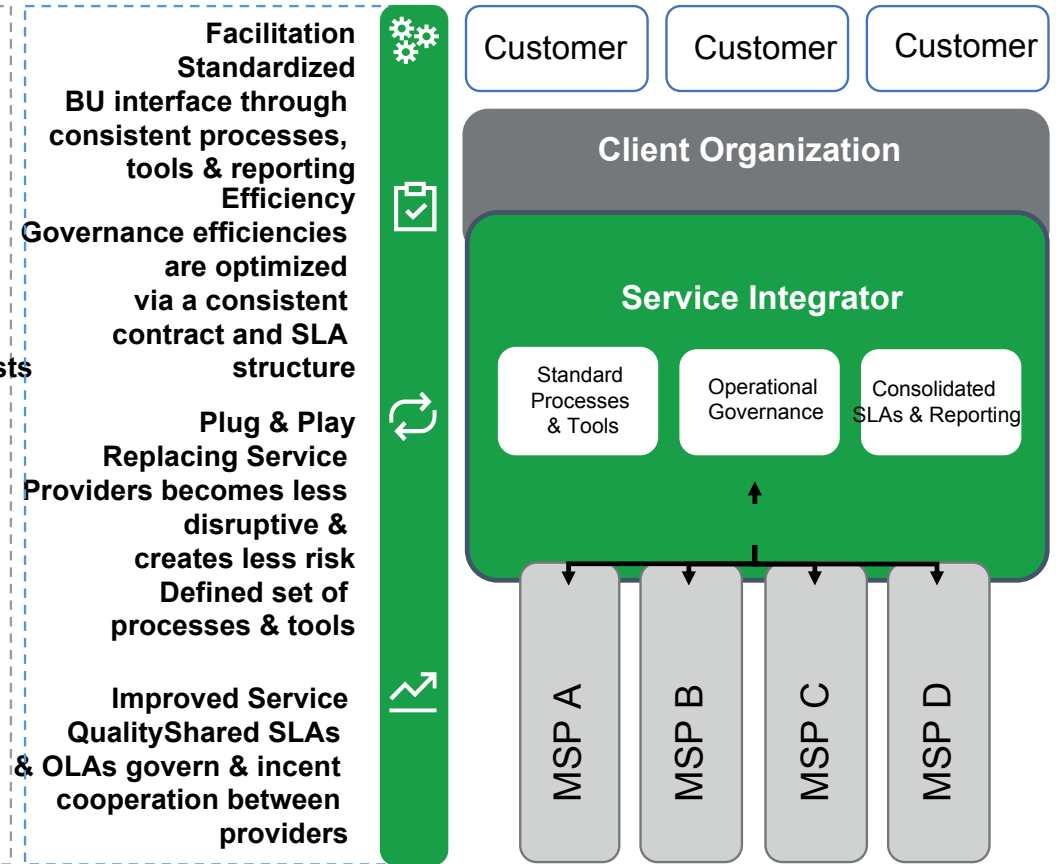 Facilitation
Standardized
BU interface through
consistent processes,
tools & reporting
Efficiency
Governance efficiencies
are optimized
via a consistent
contract and SLA
structure
sts
Plug & Play
Replacing Service
Providers becomes less
disruptive &
creates less risk
Defined set of
processes & tools
Improved Service
QualityShared SLAs
& OLAs govern & incent
cooperation between
providers
Customer
Customer
Customer
Client Organization
Service Integrator
Standard
Processes
& Tools
Operational
Governance
Consolidated
SLAs & Reporting
MSP A
MSP B
MSP C
MSP D